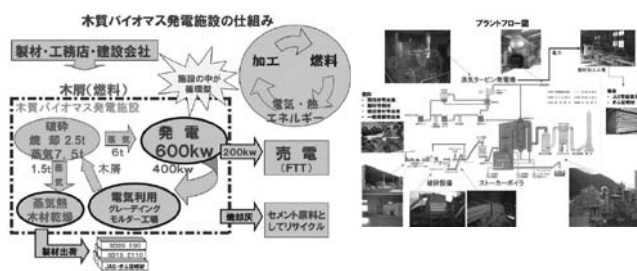 木質バイオマス発電施設の仕組み
製材・工務店・建設会社
木屑(燃料)
木質バイオマス発電施設
破砕
焼却 2.5t
蒸気7.5t
蒸気
6t
発電
600kw
400kw
施設の中が
循環型
加工
燃料
電気・熱
エネルギー
200kw
売電
(FTT)
1.5t
蒸
気
木屑
蒸気熱
木材乾燥
電気利用
グレーディング
モルダー工場
焼却灰
セメント原料と
してリサイクル
製材出荷
プラントフロー図
蒸気タービン発電機
電力
破砕設備
ストーカーボイラ